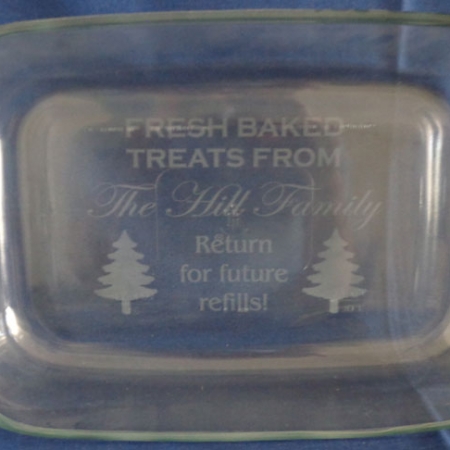 FRESH BAKED
TREATS FROM
The Hill Family
Return
for future
refills!